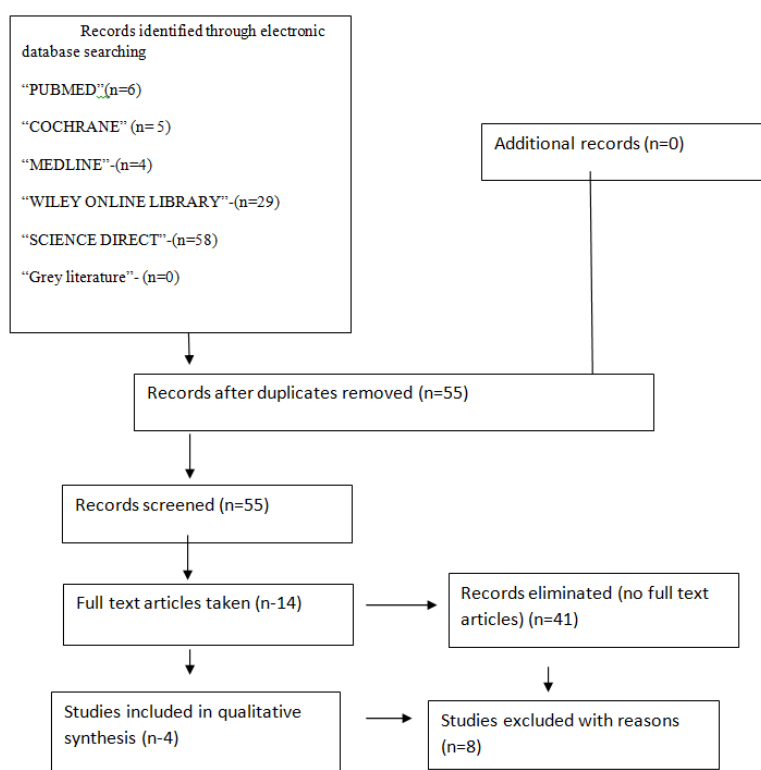 Records identified through electronic
database searching
“PUBMED”(n=6)
“COCHRANE” (n= 5)
“MEDLINE”-(n=4)
“WILEY ONLINE LIBRARY”-(n=29)
“SCIENCE DIRECT”-(n=58)
“Grey literature”- (n=0)
Additional records (n=0)
Records after duplicates removed (n=55)
Records screened (n=55)
Full text articles taken (n-14)
Records eliminated (no full text
articles) (n=41)
Studies included in qualitative
synthesis (n-4)
Studies excluded with reasons
(n=8)